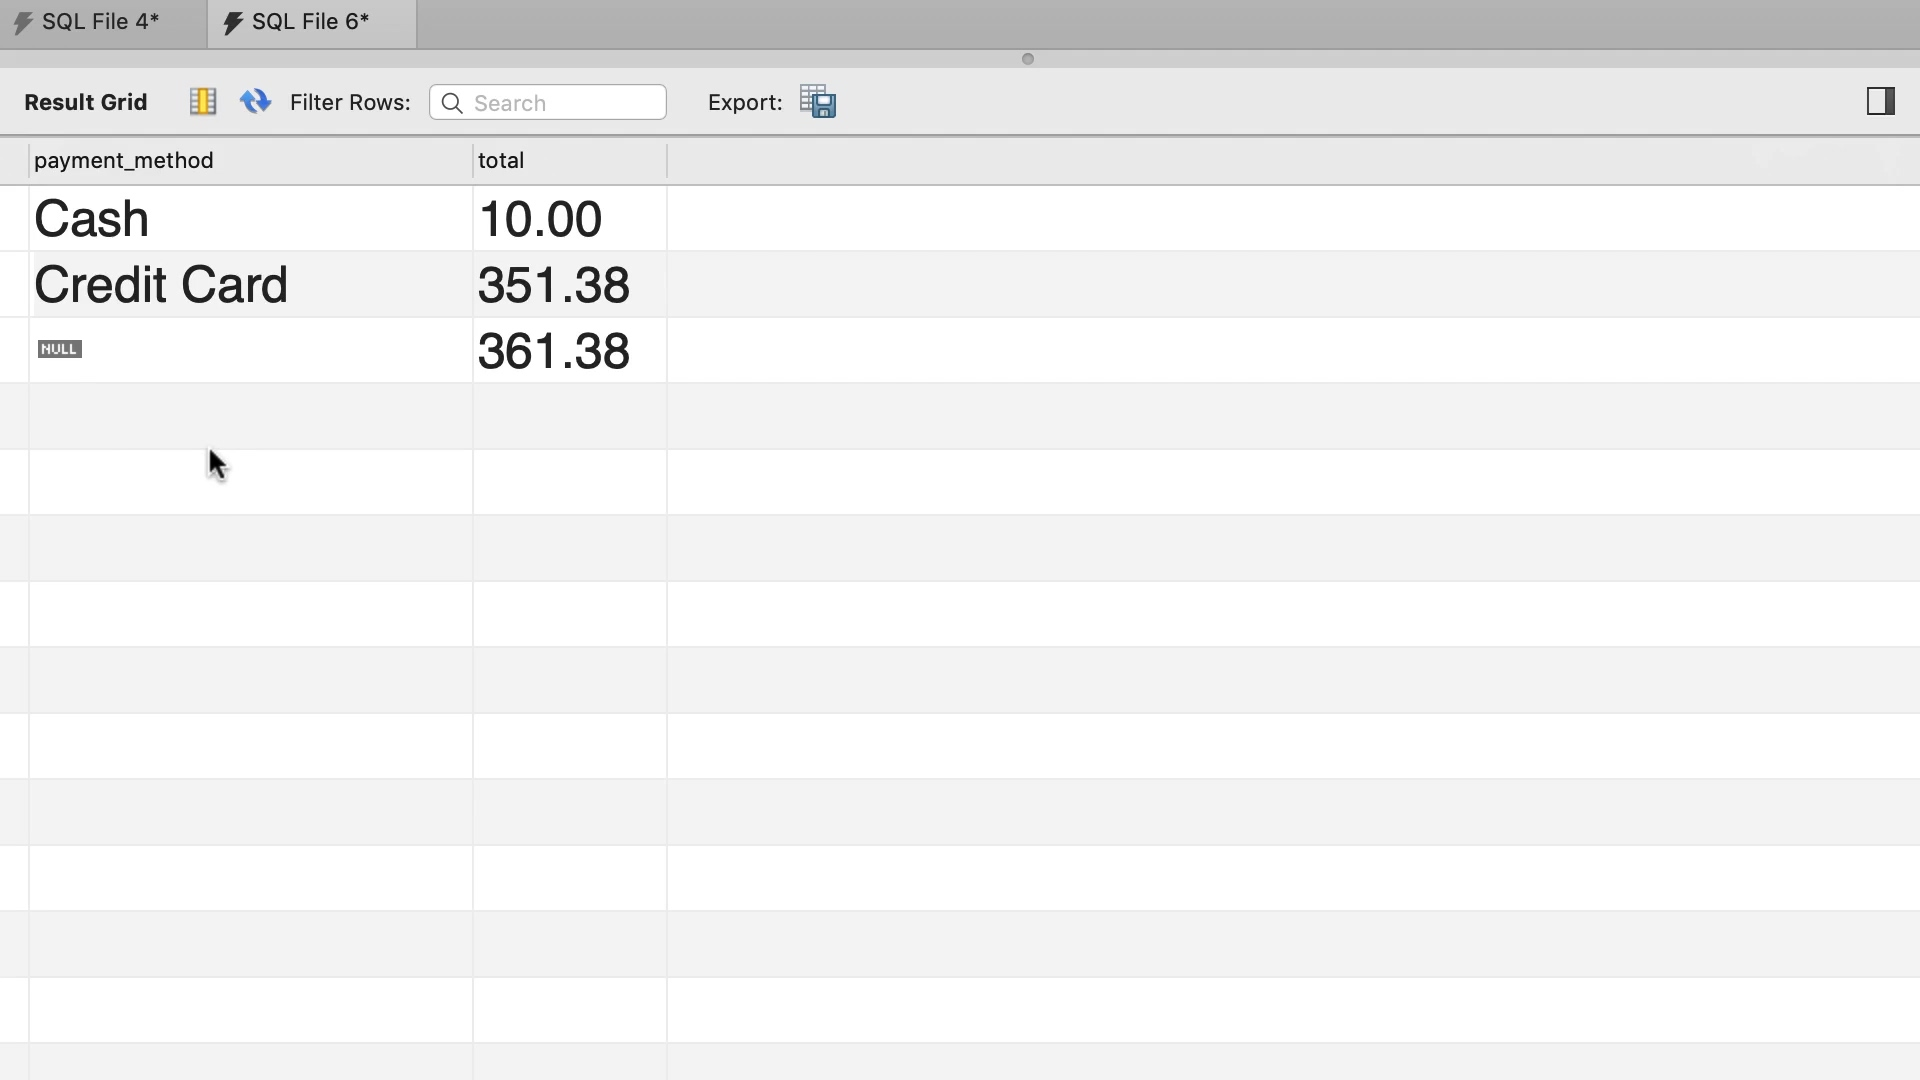 SQL File 4*
SQL File 6*
Result Grid
Filter Rows:
Search
Export:
payment_method total
Cash 10.00
Credit Card 351.38
NULL 361.38